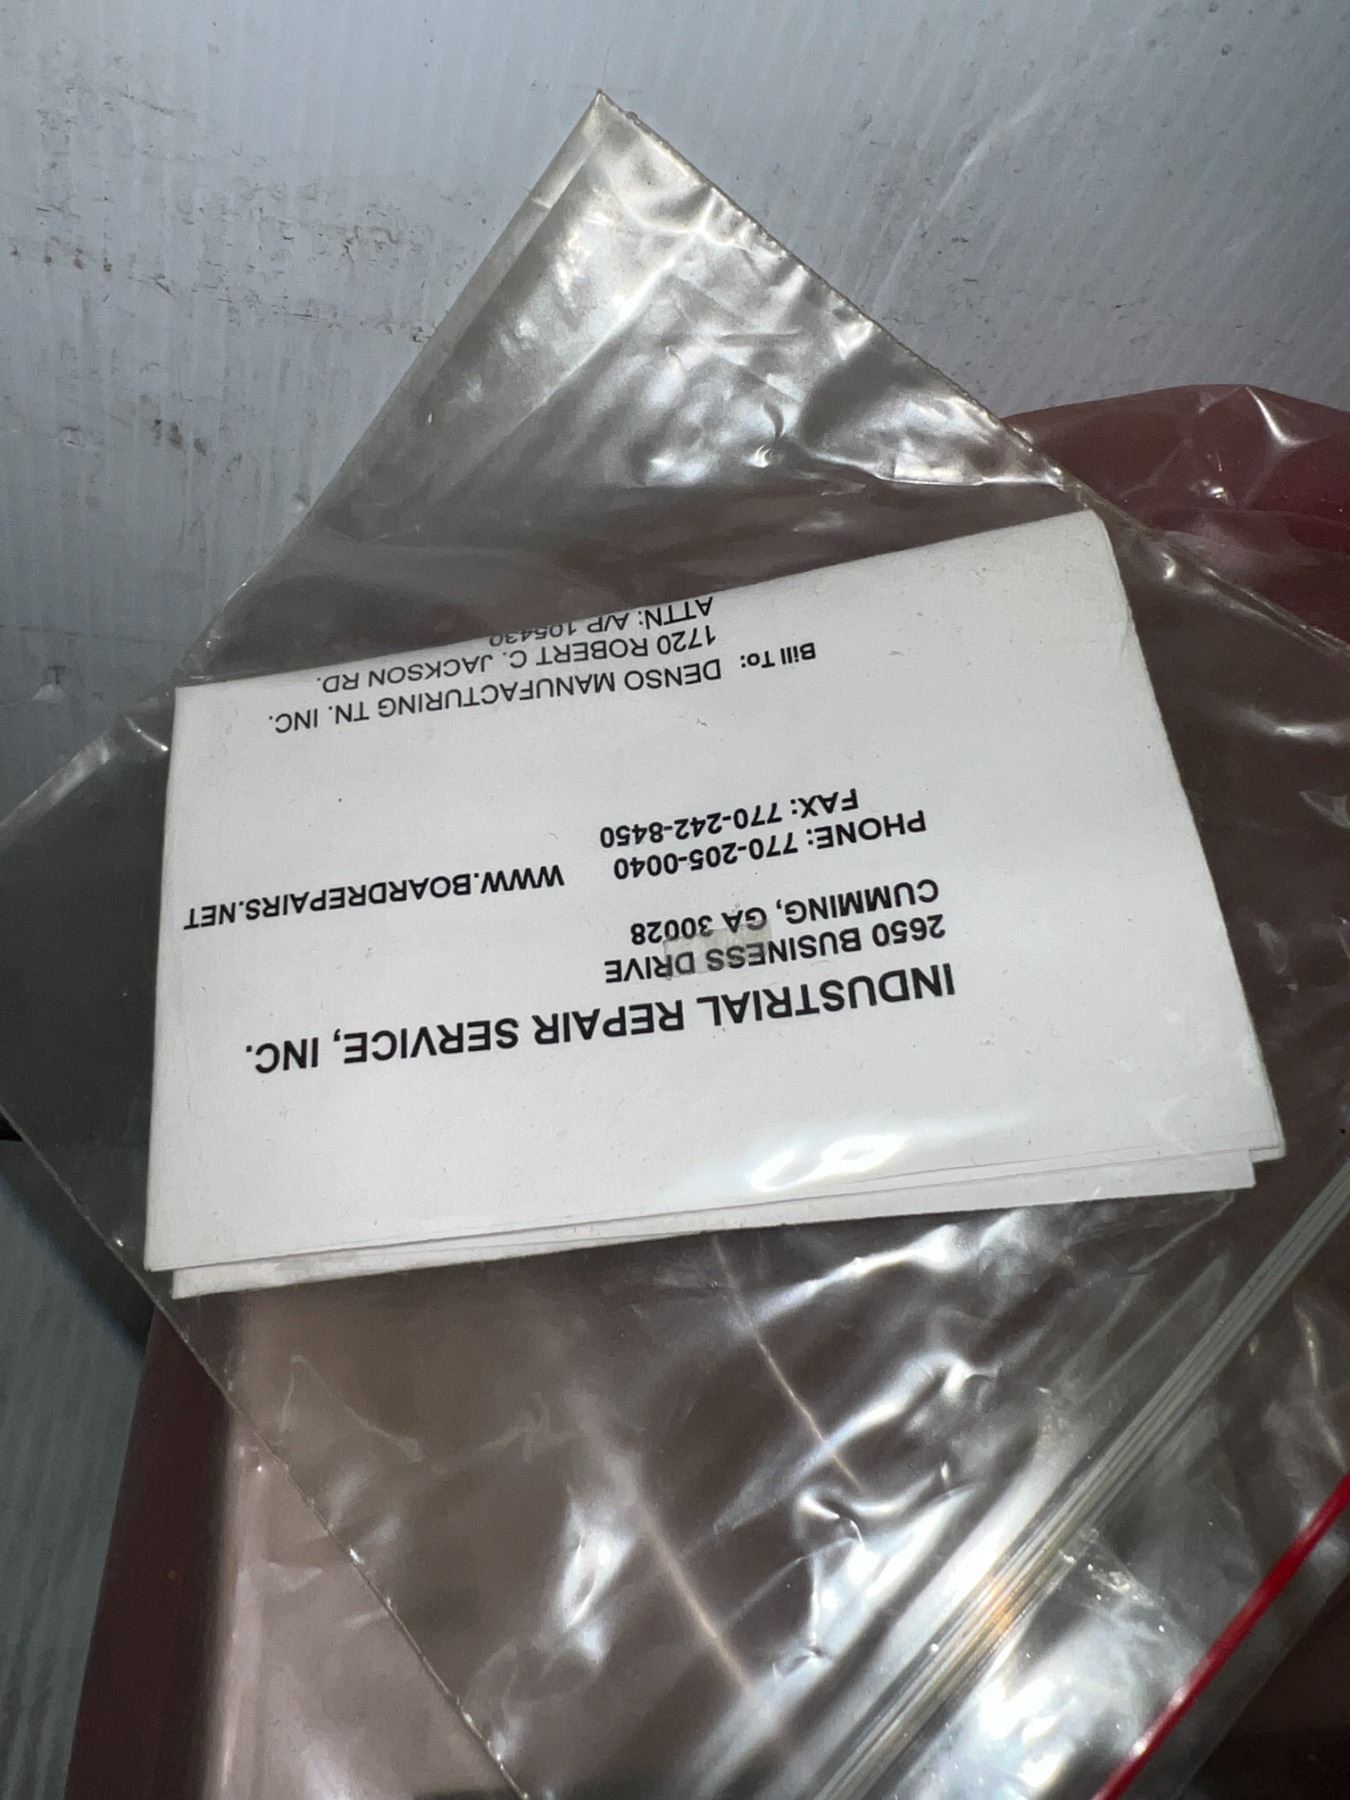 INDUSTRIAL REPAIR SERVICE, INC.
2650 BUSINESS DRIVE
CUMMING, GA 30028
PHONE: 770-205-0040 WWW.BOARDREPAIRS.NET
FAX: 770-242-8450
Bill To: DENSO MANUFACTURING TN. INC.
1720 ROBERT C. JACKSON RD.
ATTN: A/P 105430